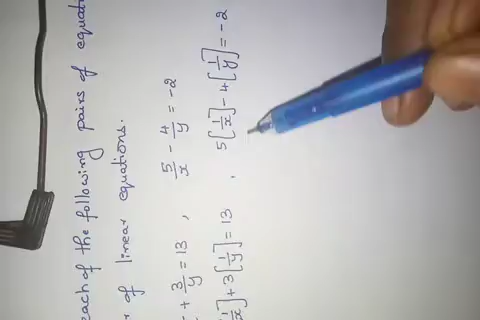 each of the following pairs of
of linear equations.
+ 3/y = 13 , 5/x - 4/y = -2
[1/x] + 3[1/y] = 13 , 5[1/x] - 4[1/y] = -2